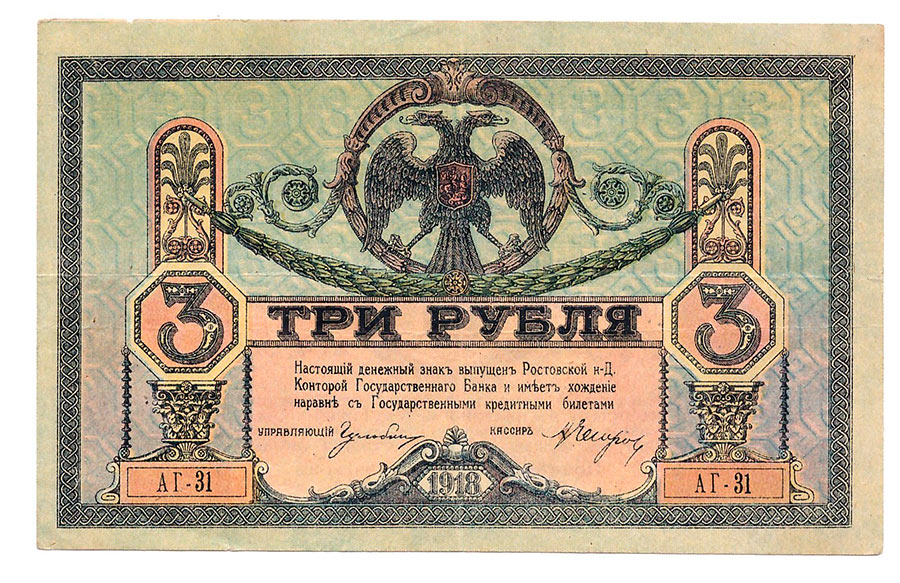 3 ТРИ РУБЛЯ 3
Настоящій денежный знакъ выпущенъ Ростовской н-Д.
Конторой Государственнаго Банка и имѣетъ хожденіе
наравнѣ съ Государственными кредитными билетами
УПРАВЛЯЮЩІЙ КАССИРЪ
АГ-31 1918 АГ-31